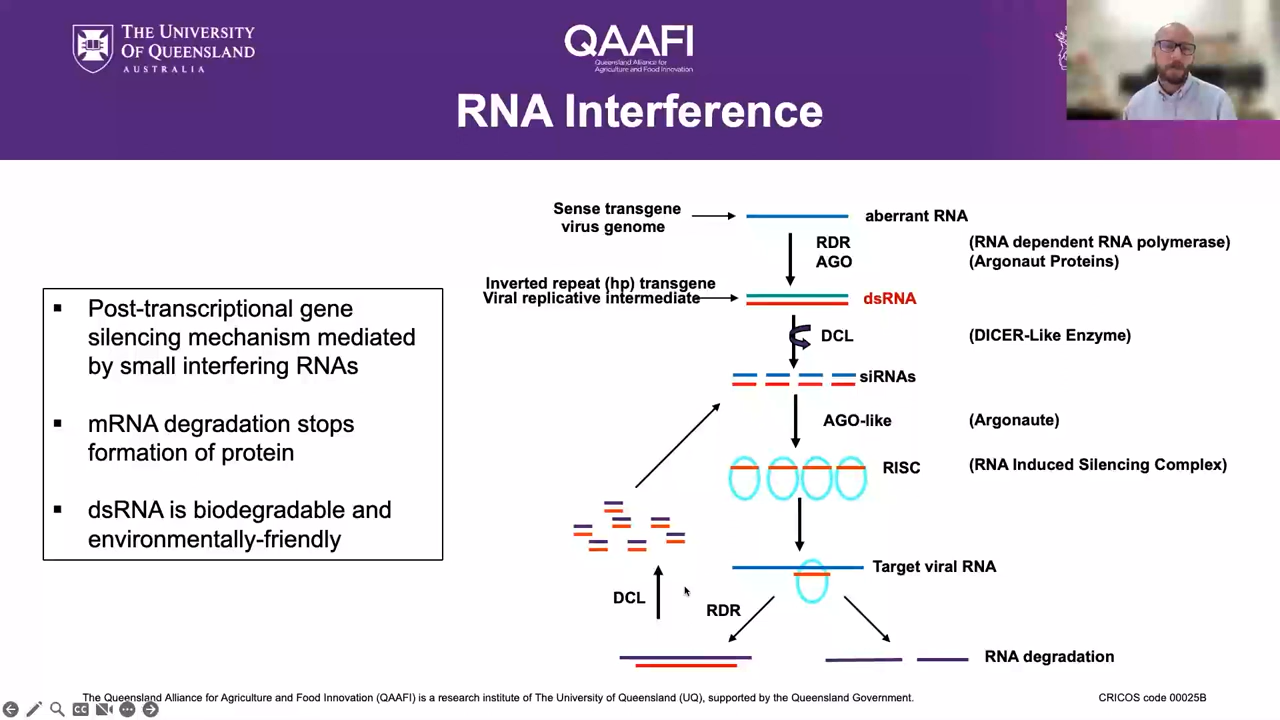 THE UNIVERSITY
OF QUEENSLAND
AUSTRALIA
QAAFI
Queensland Alliance for
Agriculture and Food Innovation
RNA Interference
▪ Post-transcriptional gene
silencing mechanism mediated
by small interfering RNAs
▪ mRNA degradation stops
formation of protein
▪ dsRNA is biodegradable and
environmentally-friendly
Sense transgene
virus genome
aberrant RNA
RDR (RNA dependent RNA polymerase)
AGO (Argonaut Proteins)
Inverted repeat (hp) transgene
Viral replicative intermediate
dsRNA
DCL (DICER-Like Enzyme)
siRNAs
AGO-like (Argonaute)
RISC (RNA Induced Silencing Complex)
Target viral RNA
DCL
RDR
RNA degradation
The Queensland Alliance for Agriculture and Food Innovation (QAAFI) is a research institute of The University of Queensland (UQ), supported by the Queensland Government.
CRICOS code 00025B
CC